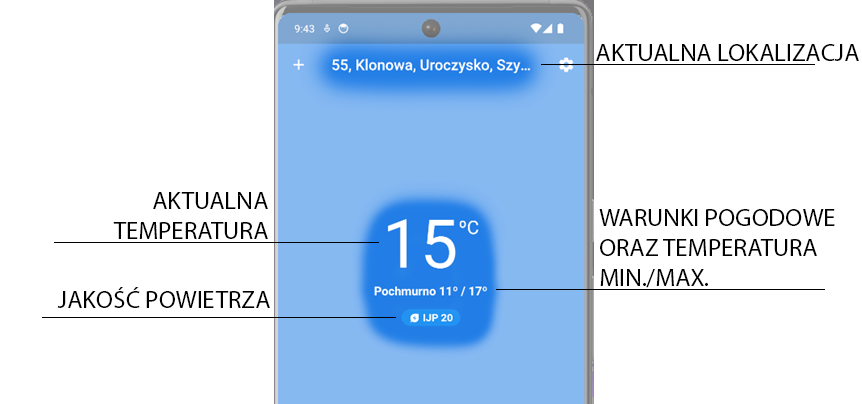 9:43
55, Klonowa, Uroczysko, Szy...
AKTUALNA LOKALIZACJA
AKTUALNA
TEMPERATURA
15 °C
WARUNKI POGODOWE
ORAZ TEMPERATURA
MIN./MAX.
Pochmurno 11° / 17°
JAKOŚĆ POWIETRZA
IJP 20